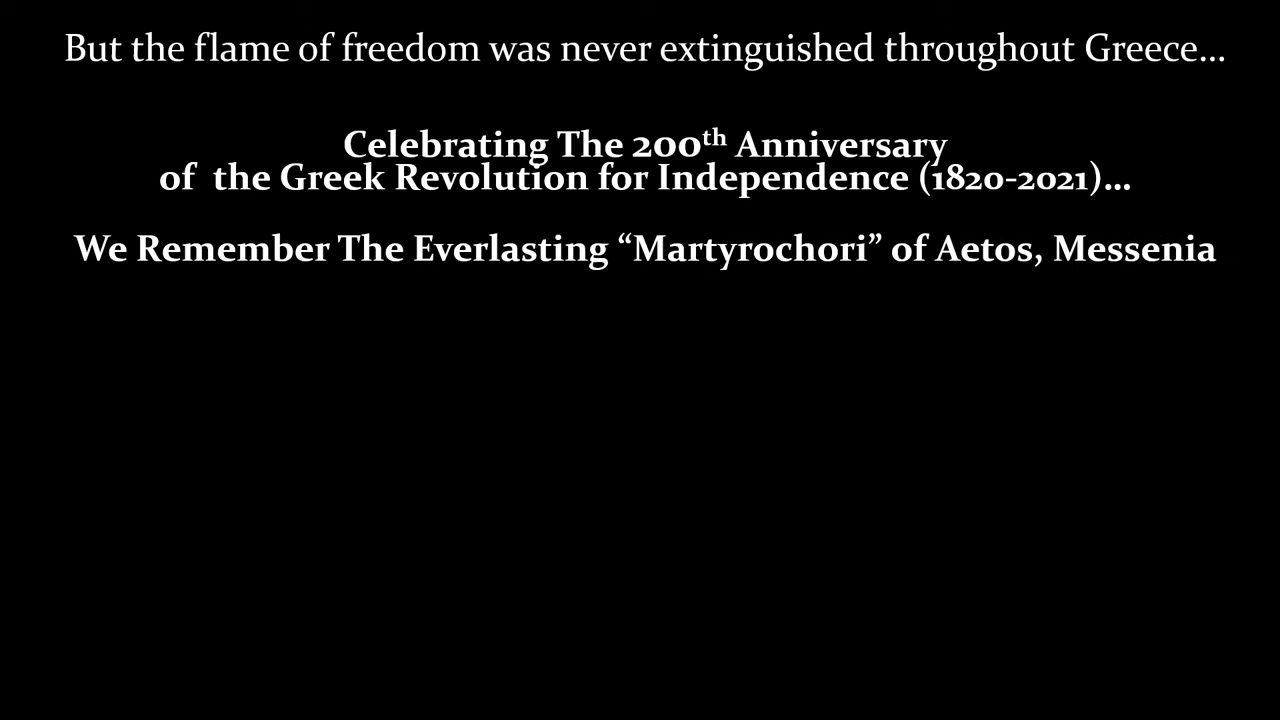 But the flame of freedom was never extinguished throughout Greece...
Celebrating The 200th Anniversary
of  the Greek Revolution for Independence (1820-2021)...
We Remember The Everlasting “Martyrochori” of Aetos, Messenia